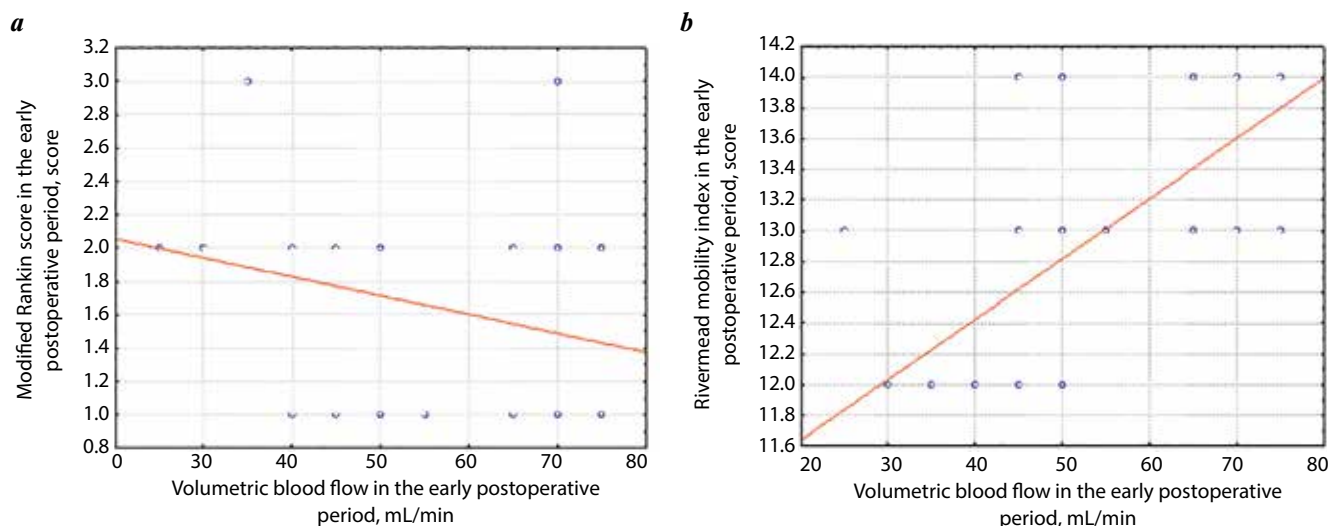 a
3.2
3.0
2.8
2.6
2.4
2.2
2.0
1.8
1.6
1.4
1.2
1.0
0.8
Modified Rankin score in the early
postoperative period, score
0 30 40 50 60 70 80
Volumetric blood flow in the early postoperative
period, mL/min
b
14.2
14.0
13.8
13.6
13.4
13.2
13.0
12.8
12.6
12.4
12.2
12.0
11.8
11.6
Rivermead mobility index in the early
postoperative period, score
20 30 40 50 60 70 80
Volumetric blood flow in the early postoperative
period, mL/min